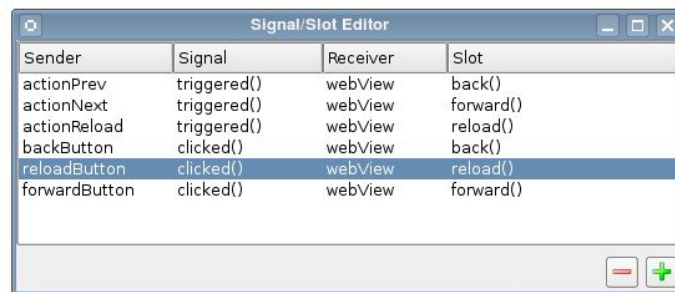 Signal/Slot Editor
Sender Signal Receiver Slot
actionPrev triggered() webView back()
actionNext triggered() webView forward()
actionReload triggered() webView reload()
backButton clicked() webView back()
reloadButton clicked() webView reload()
forwardButton clicked() webView forward()